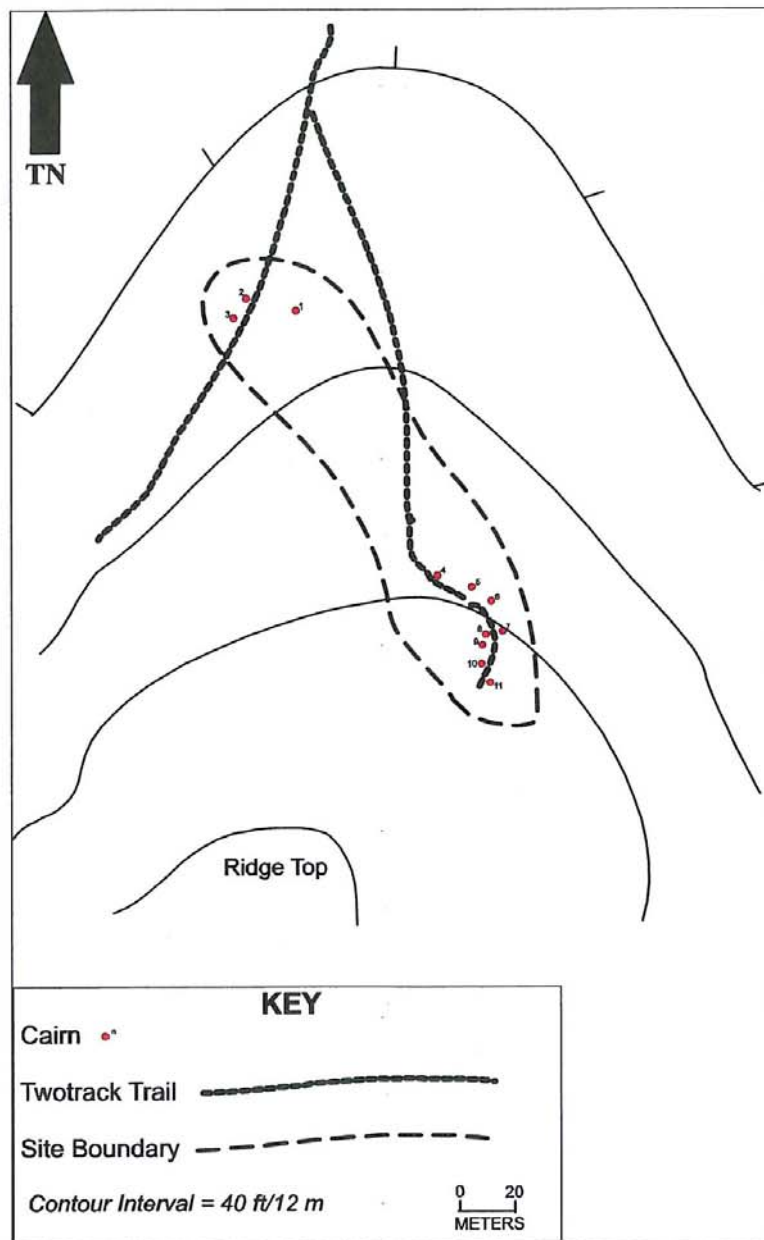 TN
2
1
3
4
5
6
7
8
9
10
11
Ridge Top
KEY
Cairn n
Twotrack Trail
Site Boundary
Contour Interval = 40 ft/12 m
0 20
METERS